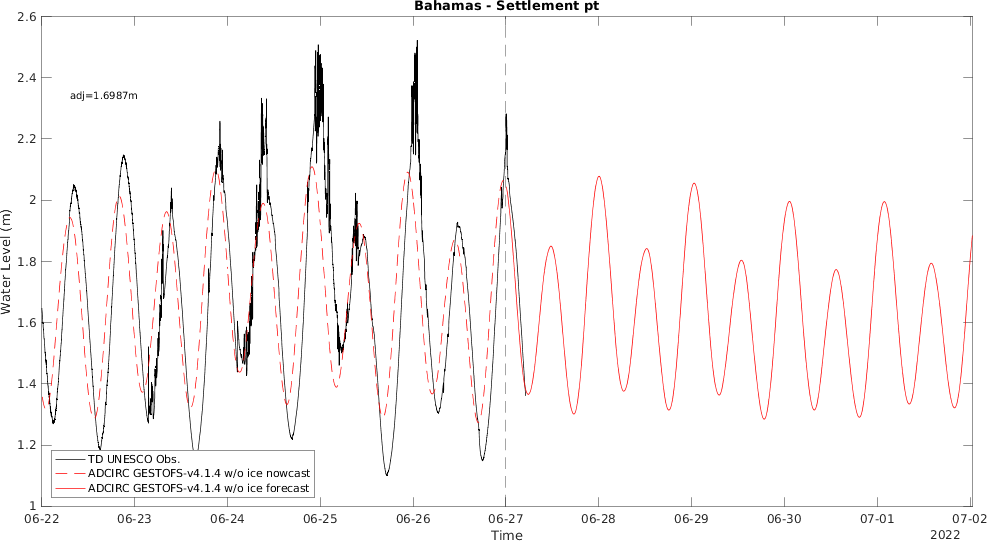 Bahamas - Settlement pt
2.6
2.4
adj=1.6987m
2.2
2
1.8
1.6
1.4
1.2
1
Water Level (m)
TD UNESCO Obs.
ADCIRC GESTOFS-v4.1.4 w/o ice nowcast
ADCIRC GESTOFS-v4.1.4 w/o ice forecast
06-22 06-23 06-24 06-25 06-26 06-27 06-28 06-29 06-30 07-01 07-02
Time
2022